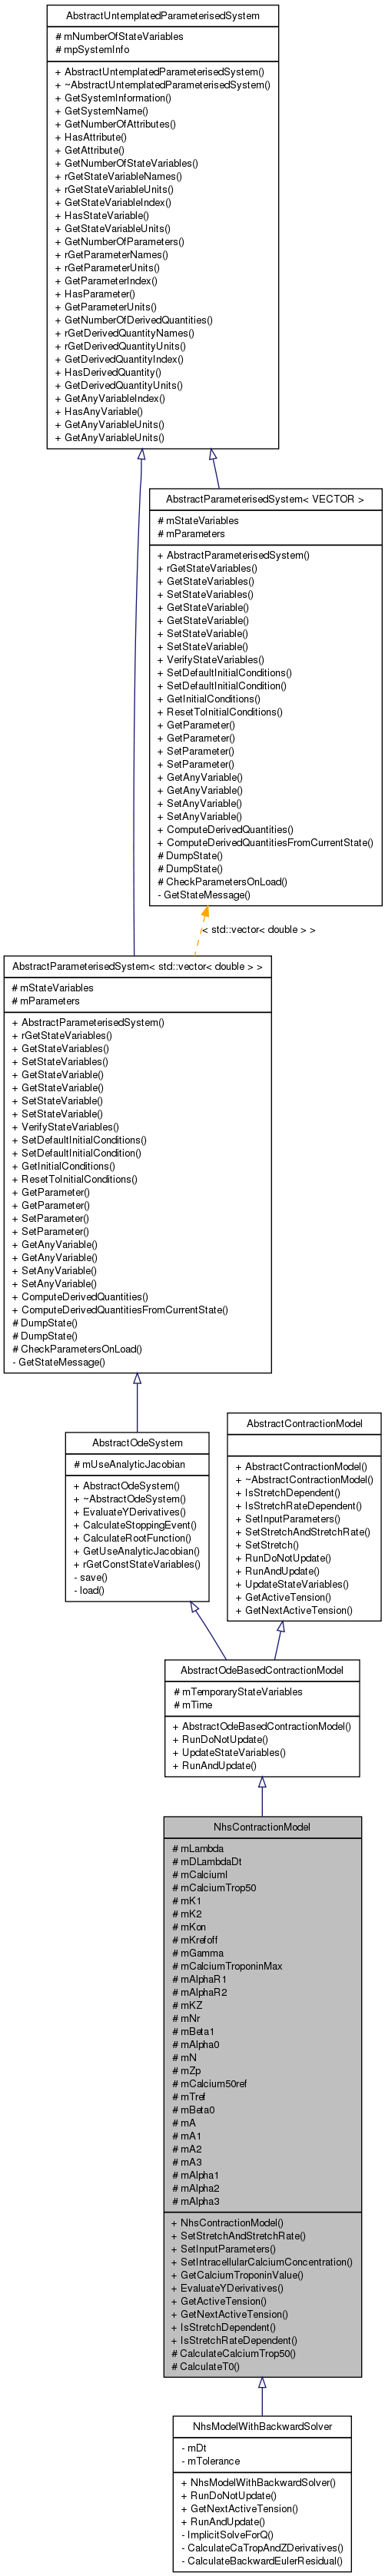 AbstractUntemplatedParameterisedSystem
# mNumberOfStateVariables
# mpSystemInfo
+ AbstractUntemplatedParameterisedSystem()
+ ~AbstractUntemplatedParameterisedSystem()
+ GetSystemInformation()
+ GetSystemName()
+ GetNumberOfAttributes()
+ HasAttribute()
+ GetAttribute()
+ GetNumberOfStateVariables()
+ rGetStateVariableNames()
+ rGetStateVariableUnits()
+ GetStateVariableIndex()
+ HasStateVariable()
+ GetStateVariableUnits()
+ GetNumberOfParameters()
+ rGetParameterNames()
+ rGetParameterUnits()
+ GetParameterIndex()
+ HasParameter()
+ GetParameterUnits()
+ GetNumberOfDerivedQuantities()
+ rGetDerivedQuantityNames()
+ rGetDerivedQuantityUnits()
+ GetDerivedQuantityIndex()
+ HasDerivedQuantity()
+ GetDerivedQuantityUnits()
+ GetAnyVariableIndex()
+ HasAnyVariable()
+ GetAnyVariableUnits()
+ GetAnyVariableUnits()
AbstractParameterisedSystem< VECTOR >
# mStateVariables
# mParameters
+ AbstractParameterisedSystem()
+ rGetStateVariables()
+ GetStateVariables()
+ SetStateVariables()
+ GetStateVariable()
+ GetStateVariable()
+ SetStateVariable()
+ SetStateVariable()
+ VerifyStateVariables()
+ SetDefaultInitialConditions()
+ SetDefaultInitialCondition()
+ GetInitialConditions()
+ ResetToInitialConditions()
+ GetParameter()
+ GetParameter()
+ SetParameter()
+ SetParameter()
+ GetAnyVariable()
+ GetAnyVariable()
+ SetAnyVariable()
+ SetAnyVariable()
+ ComputeDerivedQuantities()
+ ComputeDerivedQuantitiesFromCurrentState()
# DumpState()
# DumpState()
# CheckParametersOnLoad()
- GetStateMessage()
< std::vector< double > >
AbstractParameterisedSystem< std::vector< double > >
# mStateVariables
# mParameters
+ AbstractParameterisedSystem()
+ rGetStateVariables()
+ GetStateVariables()
+ SetStateVariables()
+ GetStateVariable()
+ GetStateVariable()
+ SetStateVariable()
+ SetStateVariable()
+ VerifyStateVariables()
+ SetDefaultInitialConditions()
+ SetDefaultInitialCondition()
+ GetInitialConditions()
+ ResetToInitialConditions()
+ GetParameter()
+ GetParameter()
+ SetParameter()
+ SetParameter()
+ GetAnyVariable()
+ GetAnyVariable()
+ SetAnyVariable()
+ SetAnyVariable()
+ ComputeDerivedQuantities()
+ ComputeDerivedQuantitiesFromCurrentState()
# DumpState()
# DumpState()
# CheckParametersOnLoad()
- GetStateMessage()
AbstractOdeSystem
# mUseAnalyticJacobian
+ AbstractOdeSystem()
+ ~AbstractOdeSystem()
+ EvaluateYDerivatives()
+ CalculateStoppingEvent()
+ CalculateRootFunction()
+ GetUseAnalyticJacobian()
+ rGetConstStateVariables()
- save()
- load()
AbstractContractionModel
+ AbstractContractionModel()
+ ~AbstractContractionModel()
+ IsStretchDependent()
+ IsStretchRateDependent()
+ SetInputParameters()
+ SetStretchAndStretchRate()
+ SetStretch()
+ RunDoNotUpdate()
+ RunAndUpdate()
+ UpdateStateVariables()
+ GetActiveTension()
+ GetNextActiveTension()
AbstractOdeBasedContractionModel
# mTemporaryStateVariables
# mTime
+ AbstractOdeBasedContractionModel()
+ RunDoNotUpdate()
+ UpdateStateVariables()
+ RunAndUpdate()
NhsContractionModel
# mLambda
# mDLambdaDt
# mCalciumI
# mCalciumTrop50
# mK1
# mK2
# mKon
# mKrefoff
# mGamma
# mCalciumTroponinMax
# mAlphaR1
# mAlphaR2
# mKZ
# mNr
# mBeta1
# mAlpha0
# mN
# mZp
# mCalcium50ref
# mTref
# mBeta0
# mA
# mA1
# mA2
# mA3
# mAlpha1
# mAlpha2
# mAlpha3
+ NhsContractionModel()
+ SetStretchAndStretchRate()
+ SetInputParameters()
+ SetIntracellularCalciumConcentration()
+ GetCalciumTroponinValue()
+ EvaluateYDerivatives()
+ GetActiveTension()
+ GetNextActiveTension()
+ IsStretchDependent()
+ IsStretchRateDependent()
# CalculateCalciumTrop50()
# CalculateT0()
NhsModelWithBackwardSolver
- mDt
- mTolerance
+ NhsModelWithBackwardSolver()
+ RunDoNotUpdate()
+ GetNextActiveTension()
+ RunAndUpdate()
- ImplicitSolveForQ()
- CalculateCaTropAndZDerivatives()
- CalculateBackwardEulerResidual()